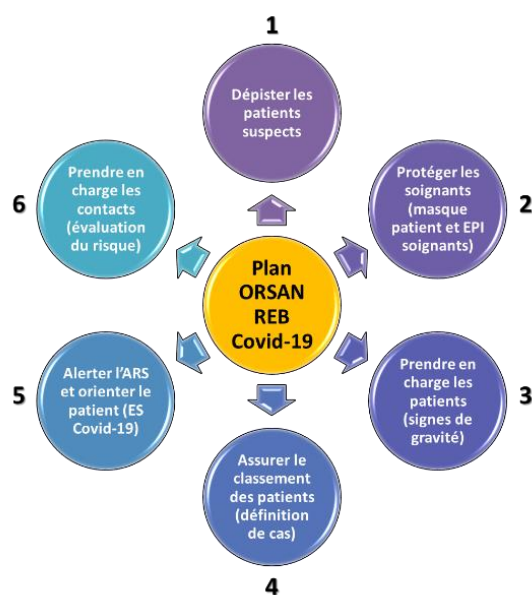 1
Dépister les
patients
suspects
2
Protéger les
soignants
(masque
patient et EPI
soignants)
3
Prendre en
charge les
patients
(signes de
gravité)
4
Assurer le
classement
des patients
(définition
de cas)
5
Alerter l'ARS
et orienter le
patient (ES
Covid-19)
6
Prendre en
charge les
contacts
(évaluation
du risque)
Plan
ORSAN
REB
Covid-19